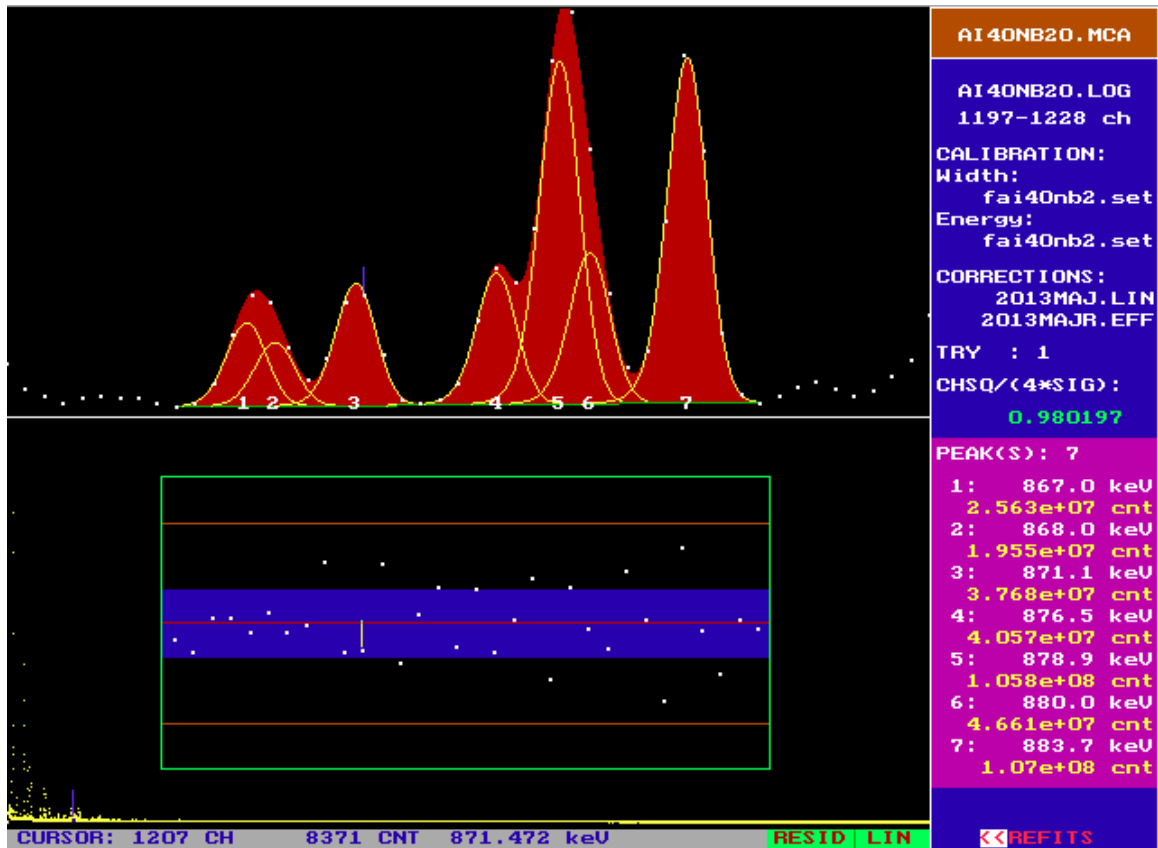 AI40NB20.MCA
AI40NB20.LOG
1197-1228 ch
CALIBRATION:
Width:
fai40nb2.set
Energy:
fai40nb2.set
CORRECTIONS:
2013MAJ.LIN
2013MAJR.EFF
TRY : 1
CHSQ/(4*SIG):
0.980197
PEAK(S): 7
1: 867.0 keV
2.563e+07 cnt
2: 868.0 keV
1.955e+07 cnt
3: 871.1 keV
3.768e+07 cnt
4: 876.5 keV
4.057e+07 cnt
5: 878.9 keV
1.058e+08 cnt
6: 880.0 keV
4.661e+07 cnt
7: 883.7 keV
1.07e+08 cnt
1 2 3 4 5 6 7
CURSOR: 1207 CH 8371 CNT 871.472 keV RESID LIN <<REFITS